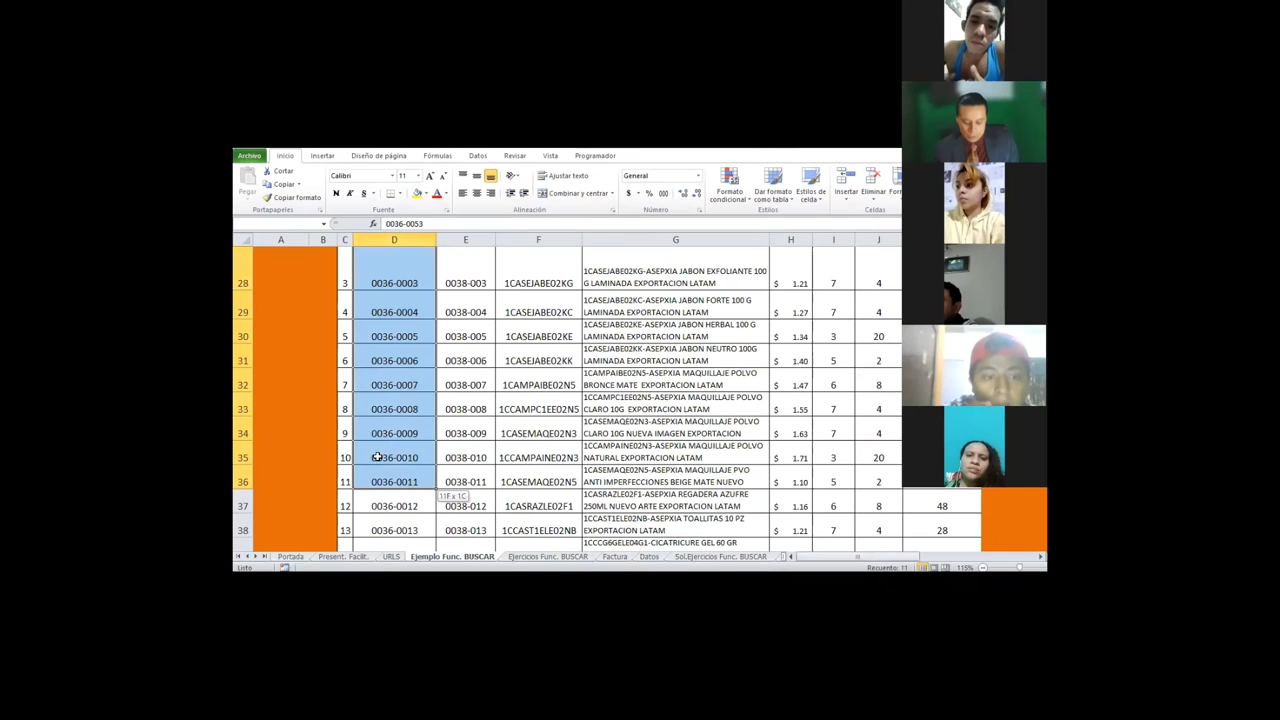 Archivo Inicio Insertar Diseño de página Fórmulas Datos Revisar Vista Programador
Pegar Cortar Copiar Copiar formato Portapapeles
Calibri 11 N K S Fuente
Ajustar texto Combinar y centrar Alineación
General $ % 000 Número
Formato condicional Dar formato como tabla Estilos de celda Estilos
Insertar Eliminar Celdas
fx 0036-0053
A B C D E F G H I J
28 3 0036-0003 0038-003 1CASEJABE02KG 1CASEJABE02KG-ASEPXIA JABON EXFOLIANTE 100 G LAMINADA EXPORTACION LATAM $ 1.21 7 4
29 4 0036-0004 0038-004 1CASEJABE02KC 1CASEJABE02KC-ASEPXIA JABON FORTE 100 G LAMINADA EXPORTACION LATAM $ 1.27 7 4
30 5 0036-0005 0038-005 1CASEJABE02KE 1CASEJABE02KE-ASEPXIA JABON HERBAL 100 G LAMINADA EXPORTACION LATAM $ 1.34 3 20
31 6 0036-0006 0038-006 1CASEJABE02KK 1CASEJABE02KK-ASEPXIA JABON NEUTRO 100G LAMINADA EXPORTACION LATAM $ 1.40 5 2
32 7 0036-0007 0038-007 1CAMPAIBE02N5 1CAMPAIBE02N5-ASEPXIA MAQUILLAJE POLVO BRONCE MATE EXPORTACION LATAM $ 1.47 6 8
33 8 0036-0008 0038-008 1CCAMPC1EE02N5 1CCAMPC1EE02N5-ASEPXIA MAQUILLAJE POLVO CLARO 10G EXPORTACION LATAM $ 1.55 7 4
34 9 0036-0009 0038-009 1CASEMAQE02N3 1CASEMAQE02N3-ASEPXIA MAQUILLAJE POLVO CLARO 10G NUEVA IMAGEN EXPORTACION $ 1.63 7 4
35 10 0036-0010 0038-010 1CCAMPAINE02N3 1CCAMPAINE02N3-ASEPXIA MAQUILLAJE POLVO NATURAL EXPORTACION LATAM $ 1.71 3 20
36 11 0036-0011 0038-011 1CASEMAQE02N5 1CASEMAQE02N5-ASEPXIA MAQUILLAJE PVO ANTI IMPERFECCIONES BEIGE MATE NUEVO $ 1.10 5 2
11F x 1C
37 12 0036-0012 0038-012 1CASRAZLE02F1 1CASRAZLE02F1-ASEPXIA REGADERA AZUFRE 250ML NUEVO ARTE EXPORTACION LATAM $ 1.16 6 8 48
38 13 0036-0013 0038-013 1CCAST1ELE02NB 1CCAST1ELE02NB-ASEPXIA TOALLITAS 10 PZ EXPORTACION LATAM $ 1.21 7 4 28
1CCCG6GELE04G1-CICATRICURE GEL 60 GR
Portada Present. Facilit. URLS Ejemplo Func. BUSCAR Ejercicios Func. BUSCAR Factura Datos Sol.Ejercicios Func. BUSCAR
Listo Recuento: 11 115%